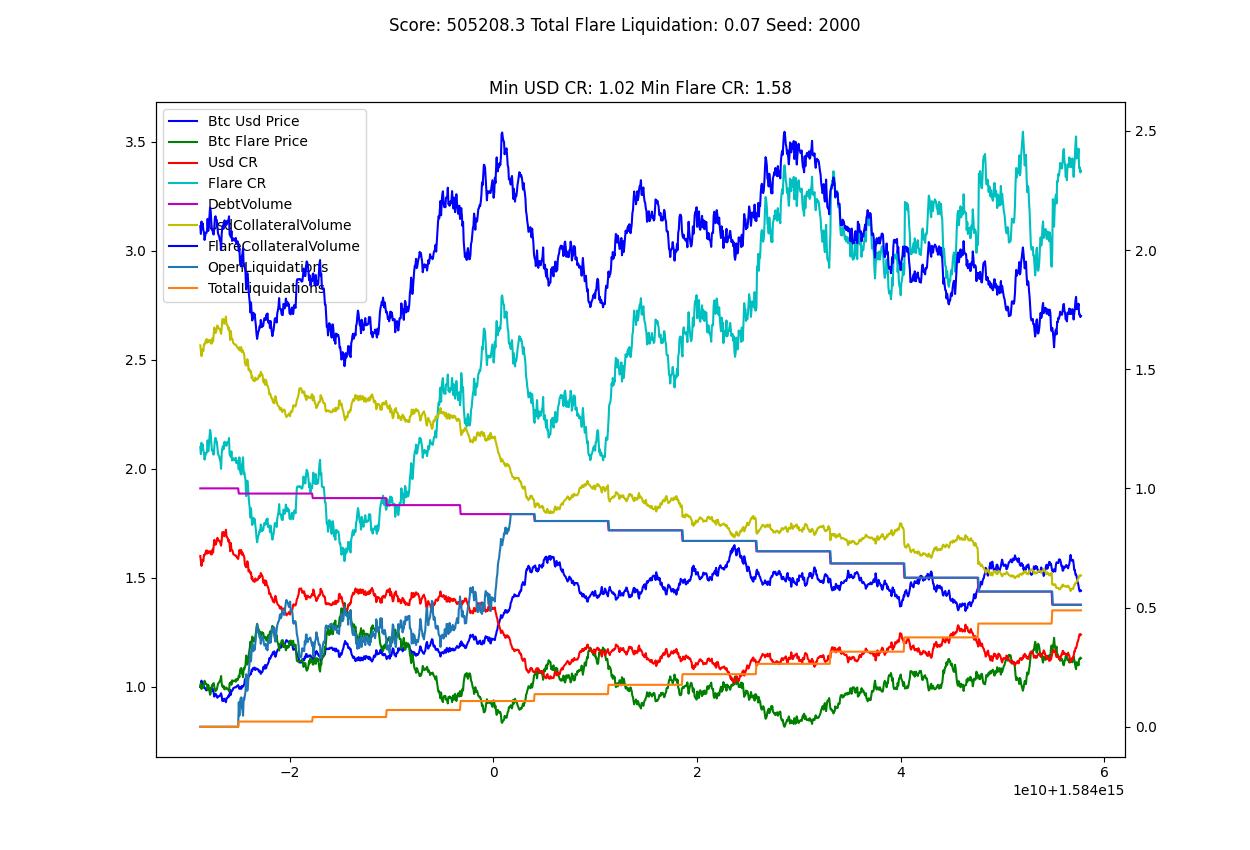 Score: 505208.3 Total Flare Liquidation: 0.07 Seed: 2000
Min USD CR: 1.02 Min Flare CR: 1.58
Btc Usd Price
Btc Flare Price
Usd CR
Flare CR
DebtVolume
UsdCollateralVolume
FlareCollateralVolume
OpenLiquidations
TotalLiquidations
3.5
3.0
2.5
2.0
1.5
1.0
2.5
2.0
1.5
1.0
0.5
0.0
−2 0 2 4 6
1e10+1.584e15